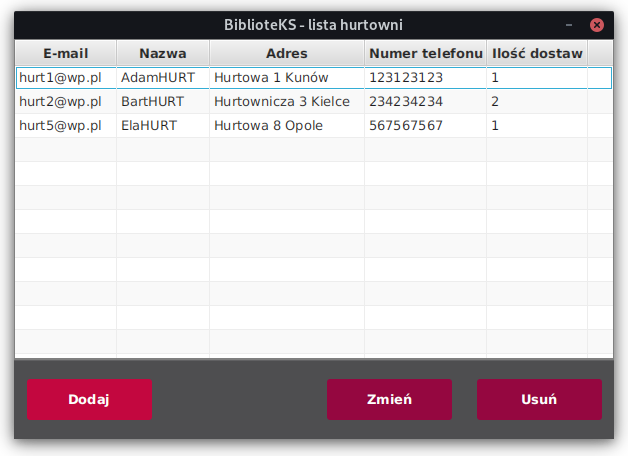 BiblioteKS - lista hurtowni
E-mail Nazwa Adres Numer telefonu Ilość dostaw
hurt1@wp.pl AdamHURT Hurtowa 1 Kunów 123123123 1
hurt2@wp.pl BartHURT Hurtownicza 3 Kielce 234234234 2
hurt5@wp.pl ElaHURT Hurtowa 8 Opole 567567567 1
Dodaj Zmień Usuń